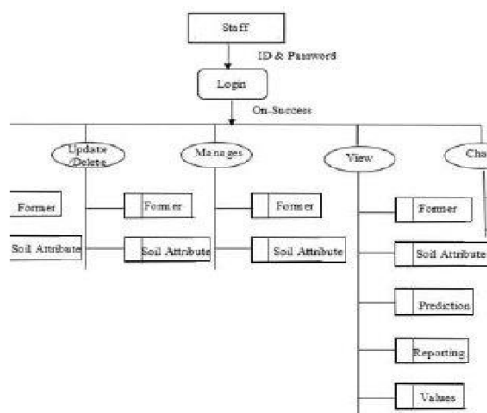 Staff
ID & Password
Login
On-Success
Update
/Delete
Manages
View
Cha
Former
Former
Former
Former
Soil Attribute
Soil Attribute
Soil Attribute
Soil Attribute
Prediction
Reporting
Values